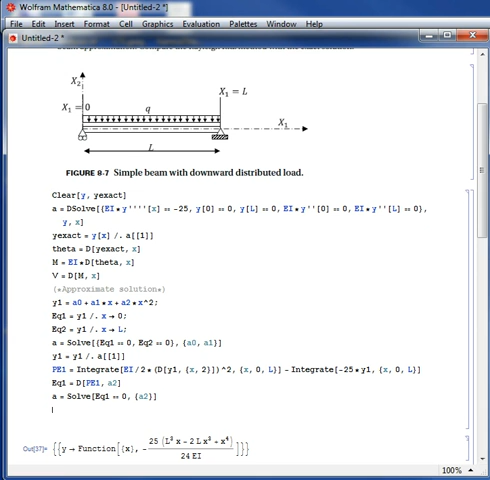 Wolfram Mathematica 8.0 - [Untitled-2 *]
File Edit Insert Format Cell Graphics Evaluation Palettes Window Help
Untitled-2 *
X2
X1 = 0
q
X1 = L
X1
L
FIGURE 8-7 Simple beam with downward distributed load.
Clear[y, yexact]
a = DSolve[{EI * y''''[x] == -25, y[0] == 0, y[L] == 0, EI * y''[0] == 0, EI * y''[L] == 0},
y, x]
yexact = y[x] /. a[[1]]
theta = D[yexact, x]
M = EI * D[theta, x]
V = D[M, x]
(*Approximate solution*)
y1 = a0 + a1 * x + a2 * x^2;
Eq1 = y1 /. x → 0;
Eq2 = y1 /. x → L;
a = Solve[{Eq1 == 0, Eq2 == 0}, {a0, a1}]
y1 = y1 /. a[[1]]
PE1 = Integrate[EI / 2 * (D[y1, {x, 2}])^2, {x, 0, L}] - Integrate[-25 * y1, {x, 0, L}]
Eq1 = D[PE1, a2]
a = Solve[Eq1 == 0, {a2}]
Out[37]= {{y → Function[{x}, - 25 (L³ x - 2 L x³ + x⁴) / 24 EI ]}}
100%